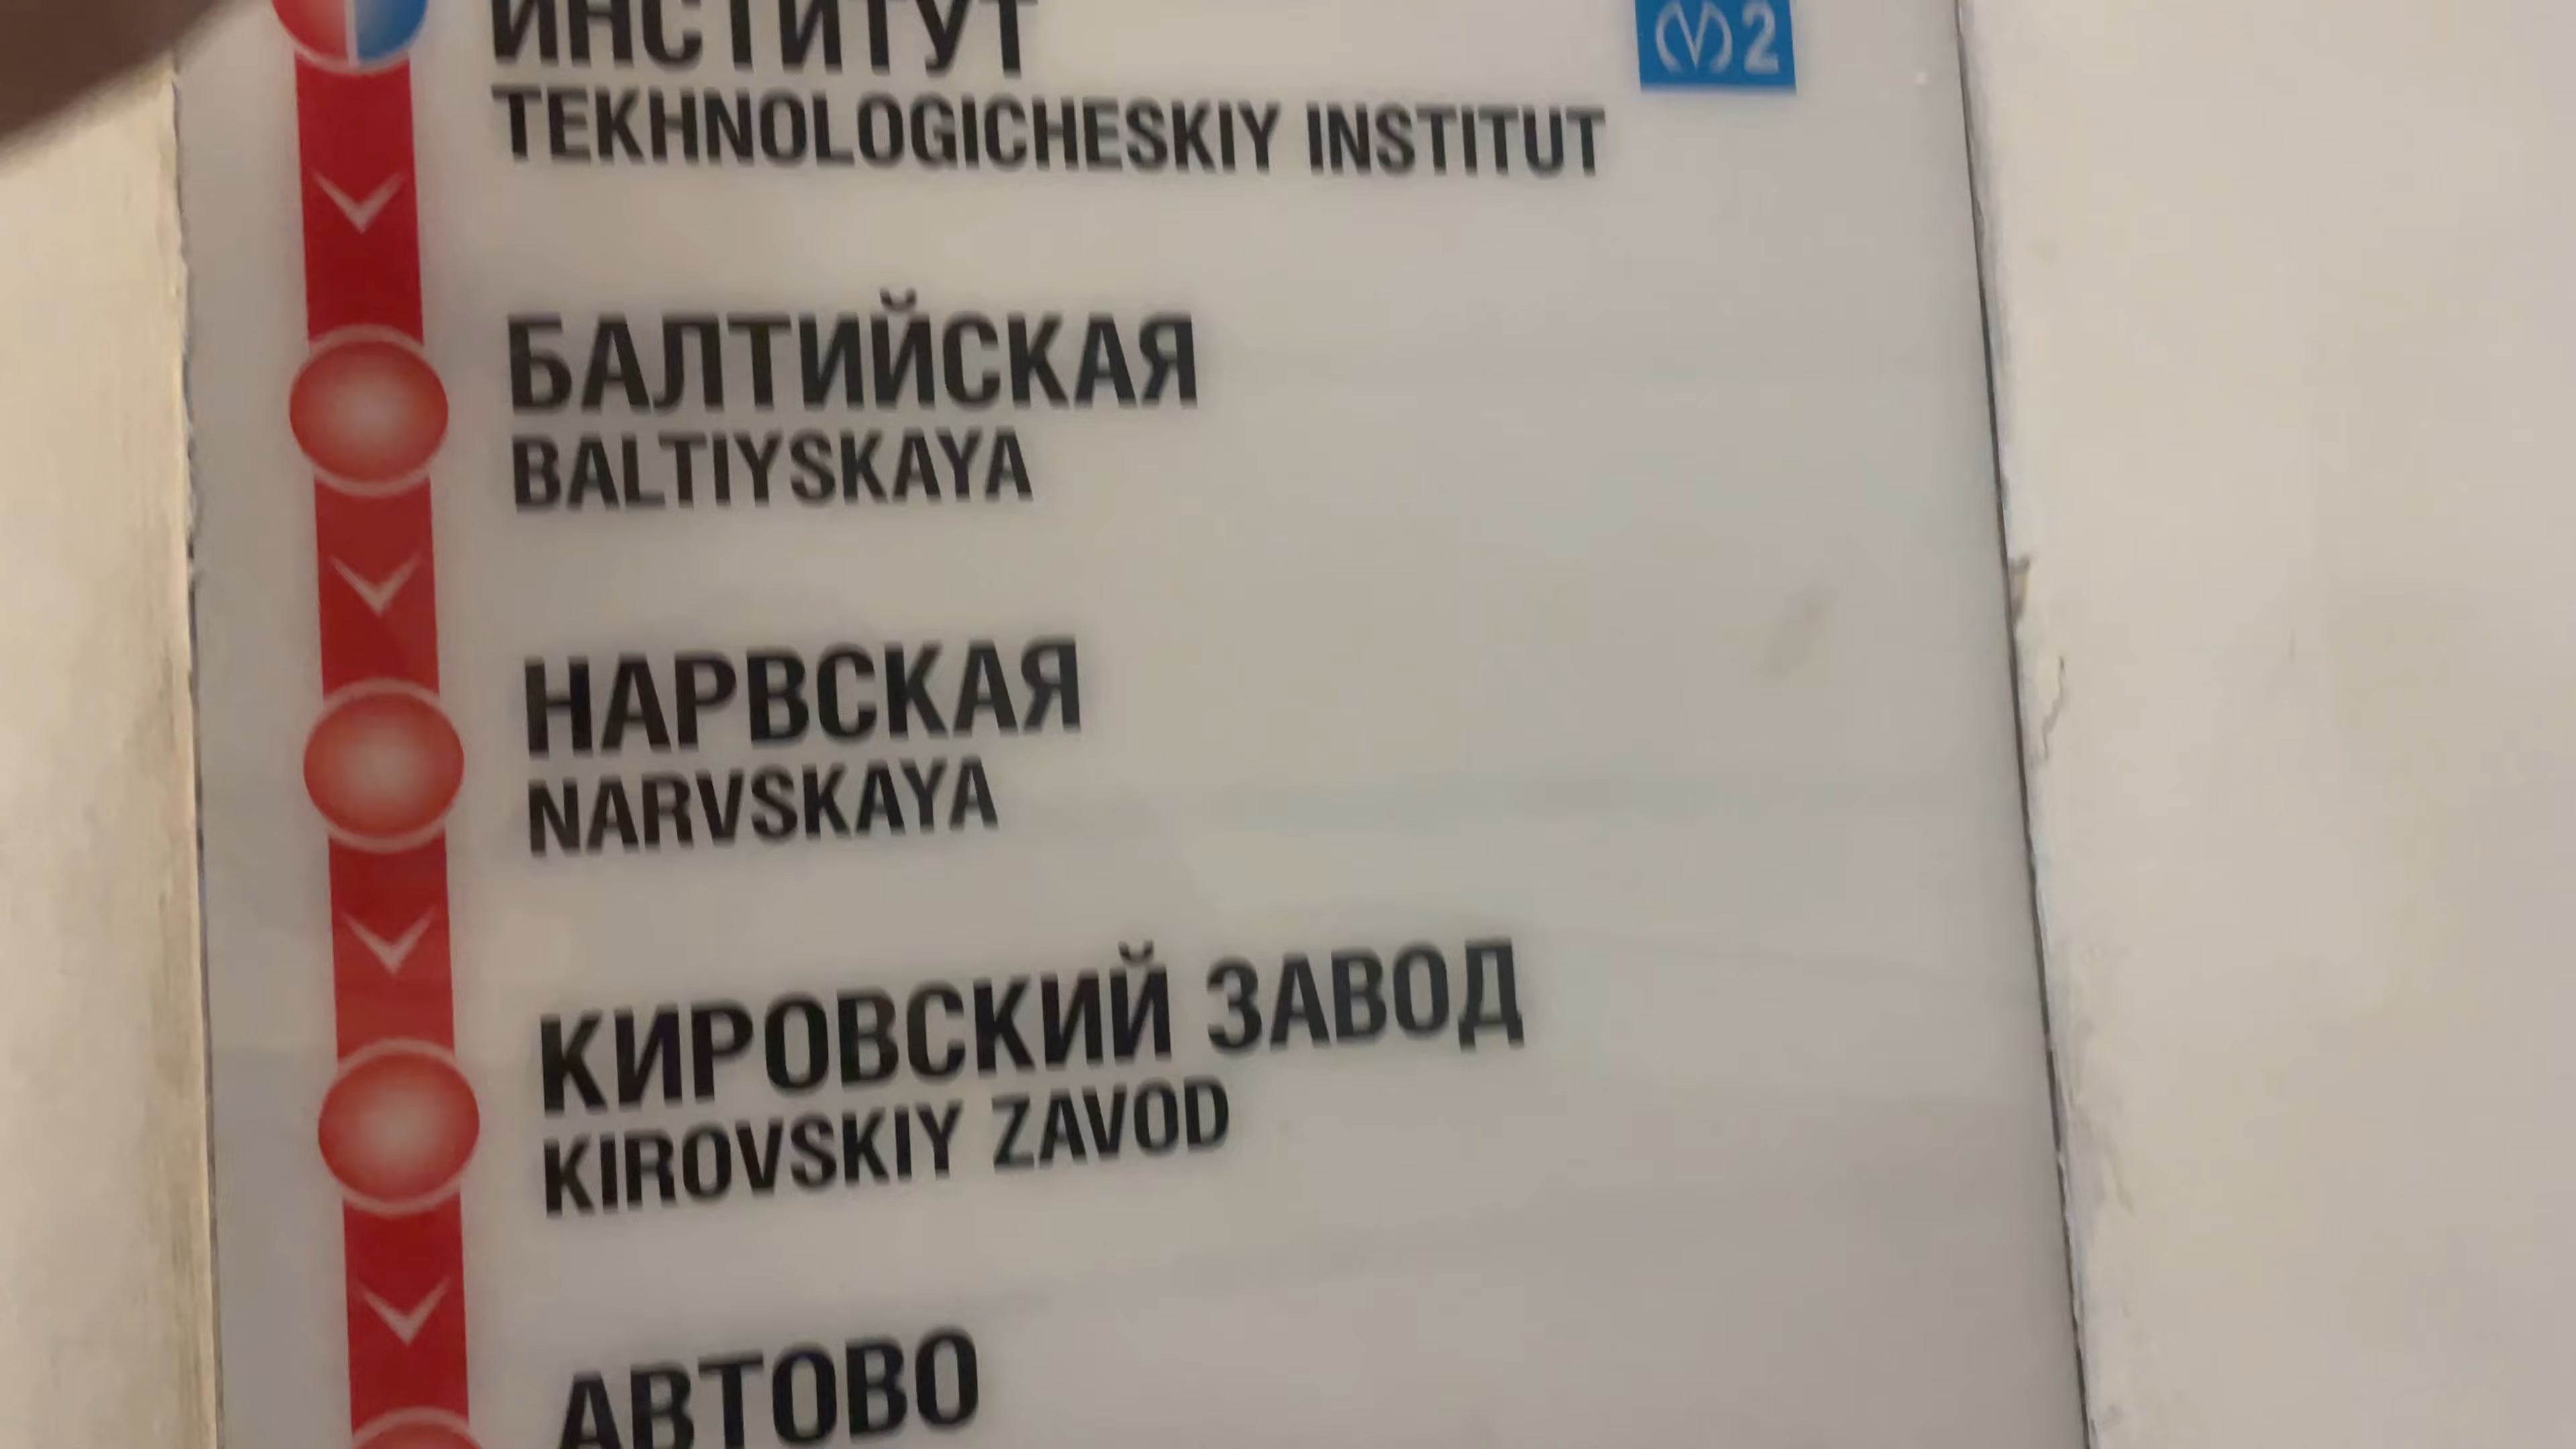 ИНСТИТУТ
2
TEKHNOLOGICHESKIY INSTITUT
БАЛТИЙСКАЯ
BALTIYSKAYA
НАРВСКАЯ
NARVSKAYA
КИРОВСКИЙ ЗАВОД
KIROVSKIY ZAVOD
АВТОВО